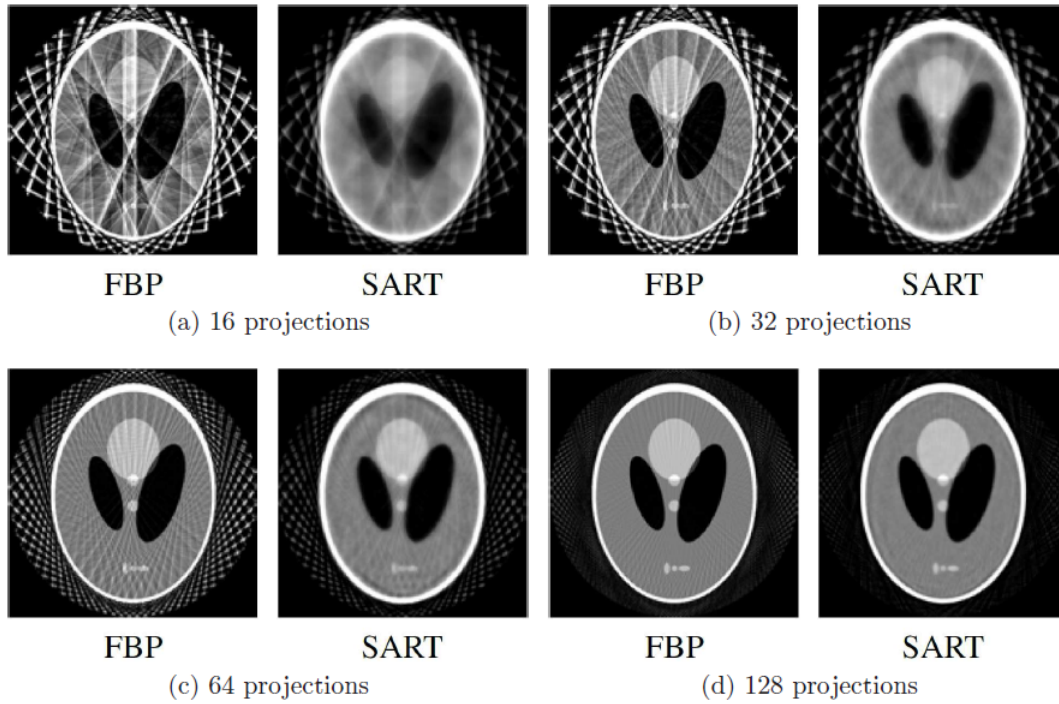 FBP SART FBP SART
(a) 16 projections (b) 32 projections
FBP SART FBP SART
(c) 64 projections (d) 128 projections